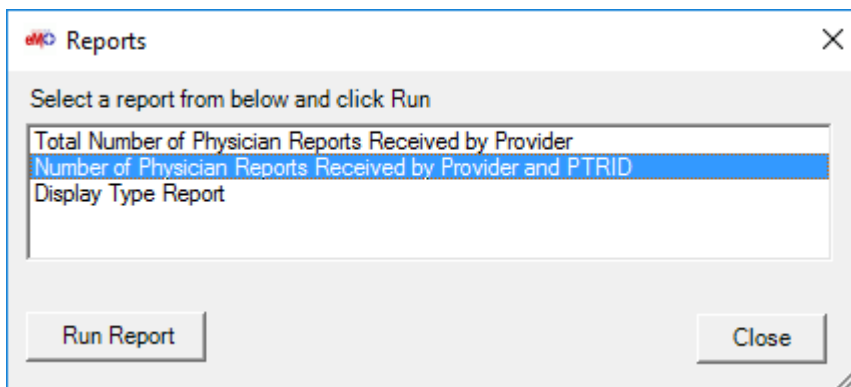 eMD Reports
Select a report from below and click Run
Total Number of Physician Reports Received by Provider
Number of Physician Reports Received by Provider and PTRID
Display Type Report
Run Report
Close